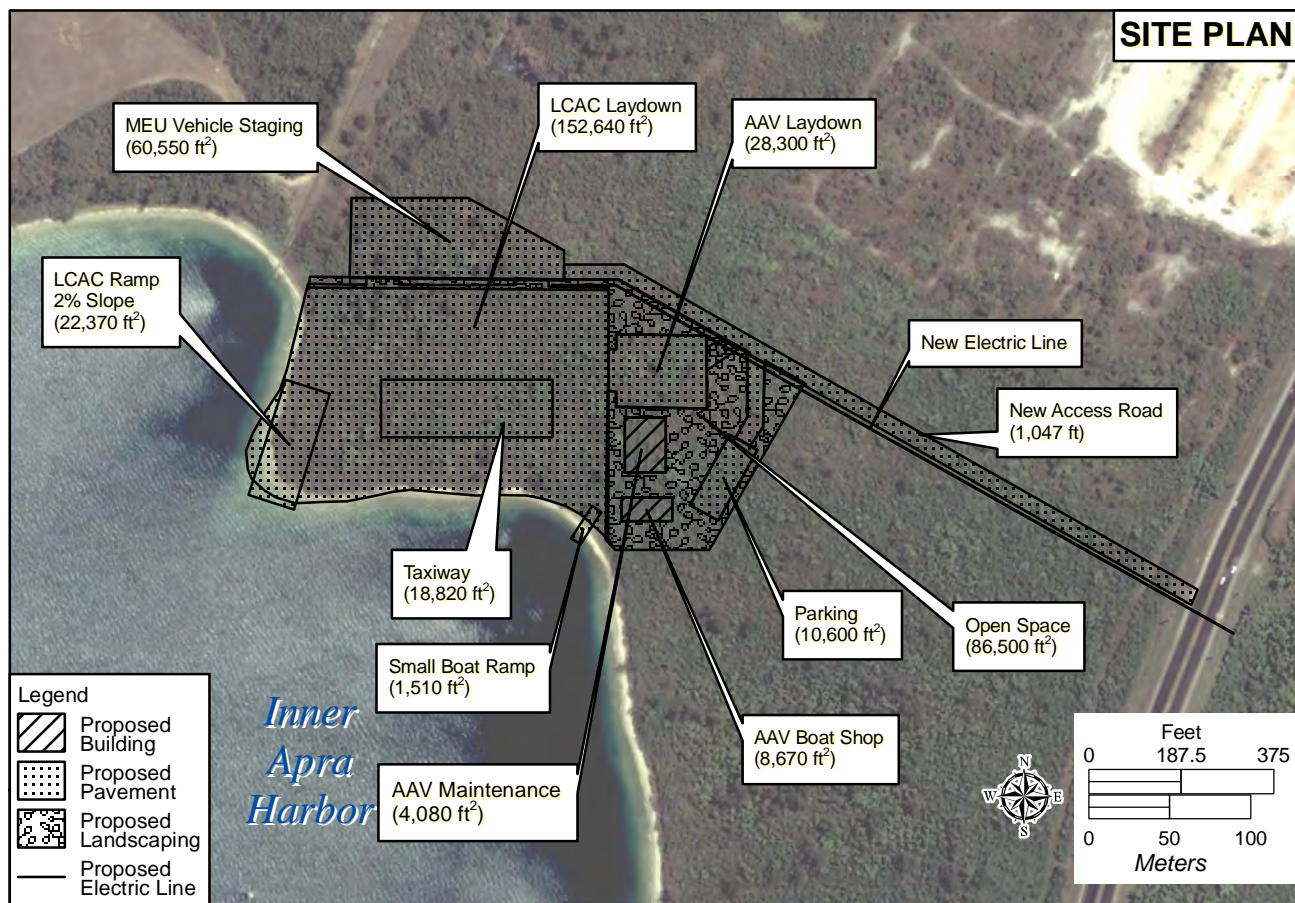 SITE PLAN
MEU Vehicle Staging
(60,550 ft²)
LCAC Laydown
(152,640 ft²)
AAV Laydown
(28,300 ft²)
LCAC Ramp
2% Slope
(22,370 ft²)
New Electric Line
New Access Road
(1,047 ft)
Taxiway
(18,820 ft²)
Parking
(10,600 ft²)
Open Space
(86,500 ft²)
Small Boat Ramp
(1,510 ft²)
AAV Boat Shop
(8,670 ft²)
AAV Maintenance
(4,080 ft²)
Inner
Apra
Harbor
Legend
Proposed
Building
Proposed
Pavement
Proposed
Landscaping
Proposed
Electric Line
N
W E
S
Feet
0 187.5 375
0 50 100
Meters